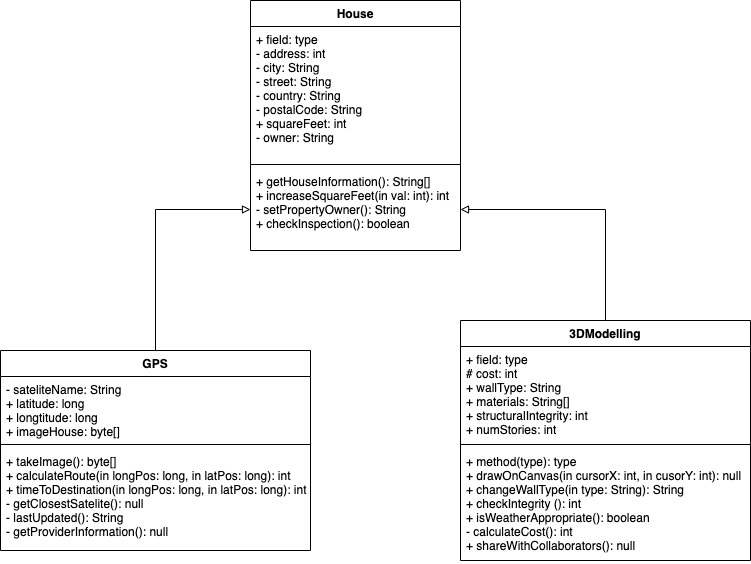 House
+ field: type
- address: int
- city: String
- street: String
- country: String
- postalCode: String
+ squareFeet: int
- owner: String
+ getHouseInformation(): String[]
+ increaseSquareFeet(in val: int): int
- setPropertyOwner(): String
+ checkInspection(): boolean
GPS
- sateliteName: String
+ latitude: long
+ longtitude: long
+ imageHouse: byte[]
+ takeImage(): byte[]
+ calculateRoute(in longPos: long, in latPos: long): int
+ timeToDestination(in longPos: long, in latPos: long): int
- getClosestSatelite(): null
- lastUpdated(): String
- getProviderInformation(): null
3DModelling
+ field: type
# cost: int
+ wallType: String
+ materials: String[]
+ structuralIntegrity: int
+ numStories: int
+ method(type): type
+ drawOnCanvas(in cursorX: int, in cusorY: int): null
+ changeWallType(in type: String): String
+ checkIntegrity (): int
+ isWeatherAppropriate(): boolean
- calculateCost(): int
+ shareWithCollaborators(): null